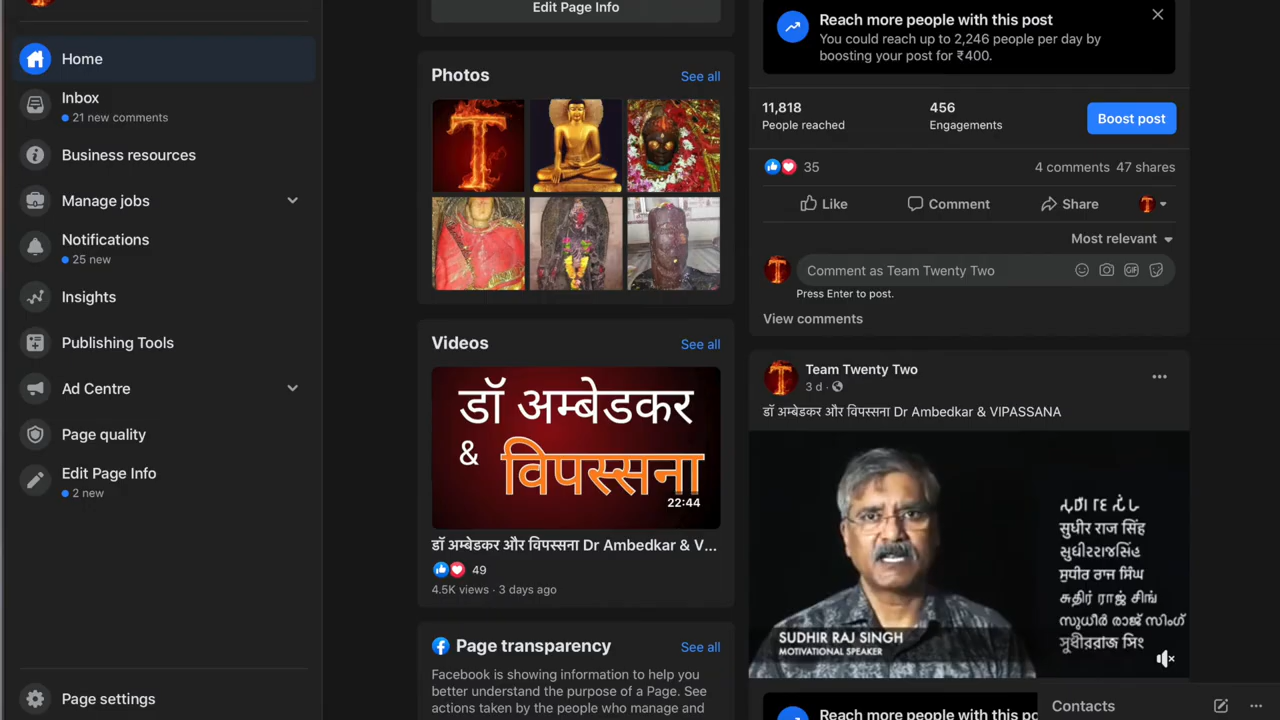 Home
Inbox
21 new comments
Business resources
Manage jobs
Notifications
25 new
Insights
Publishing Tools
Ad Centre
Page quality
Edit Page Info
2 new
Page settings
Edit Page Info
Photos
See all
T
Videos
See all
डॉ अम्बेडकर
&
विपस्सना
22:44
डॉ अम्बेडकर और विपस्सना Dr Ambedkar & V...
49
4.5K views · 3 days ago
Page transparency
See all
Facebook is showing information to help you
better understand the purpose of a Page. See
actions taken by the people who manage and
Reach more people with this post
You could reach up to 2,246 people per day by
boosting your post for ₹400.
11,818
People reached
456
Engagements
Boost post
35
4 comments 47 shares
Like
Comment
Share
Most relevant
Comment as Team Twenty Two
GIF
Press Enter to post.
View comments
Team Twenty Two
3 d ·
डॉ अम्बेडकर और विपस्सना Dr Ambedkar & VIPASSANA
सुधीर राज सिंह
ਸੁਧੀਰ ਰਾਜ ਸਿੰਘ
சுதிர் ராஜ் சிங்
സുധീർ രാജ് സിംഗ്
SUDHIR RAJ SINGH
MOTIVATIONAL SPEAKER
Reach more people with this po
Contacts